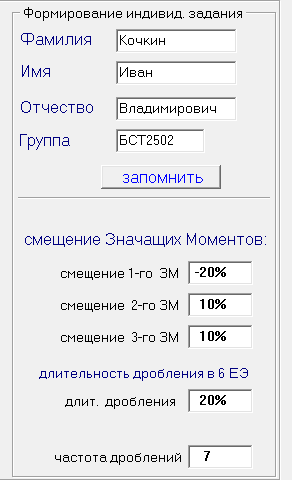 Формирование индивид. задания
Фамилия Кочкин
Имя Иван
Отчество Владимирович
Группа БСТ2502
запомнить
смещение Значащих Моментов:
смещение 1-го ЗМ -20%
смещение 2-го ЗМ 10%
смещение 3-го ЗМ 10%
длительность дробления в 6 ЕЭ
длит. дробления 20%
частота дроблений 7